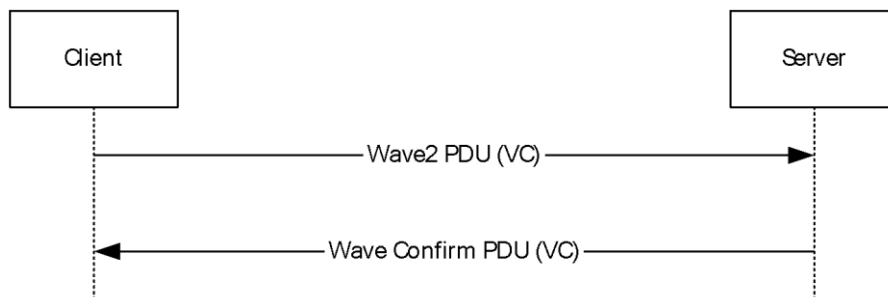 Client
Server
Wave2 PDU (VC)
Wave Confirm PDU (VC)